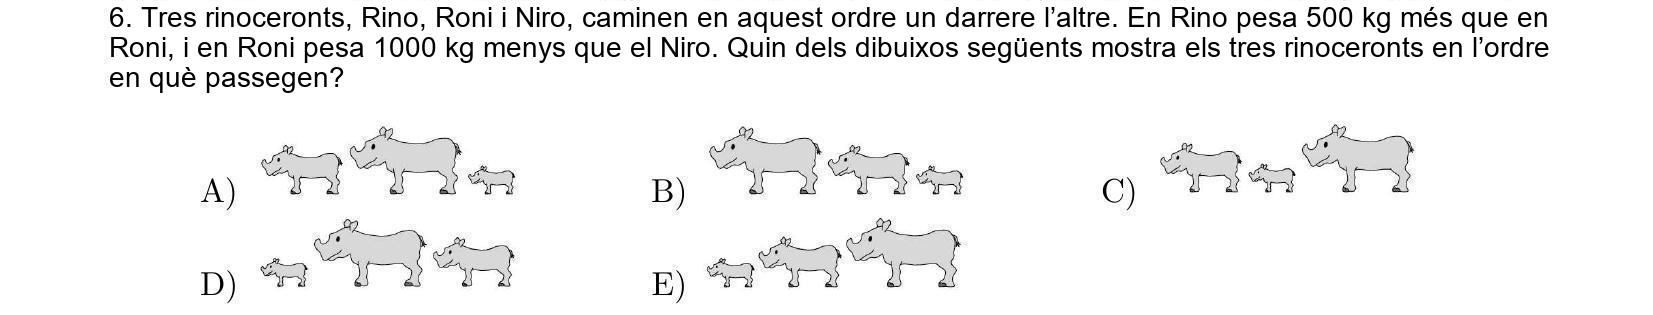 6. Tres rinoceronts, Rino, Roni i Niro, caminen en aquest ordre un darrere l’altre. En Rino pesa 500 kg més que en
Roni, i en Roni pesa 1000 kg menys que el Niro. Quin dels dibuixos següents mostra els tres rinoceronts en l’ordre
en què passegen?
A) B) C)
D) E)